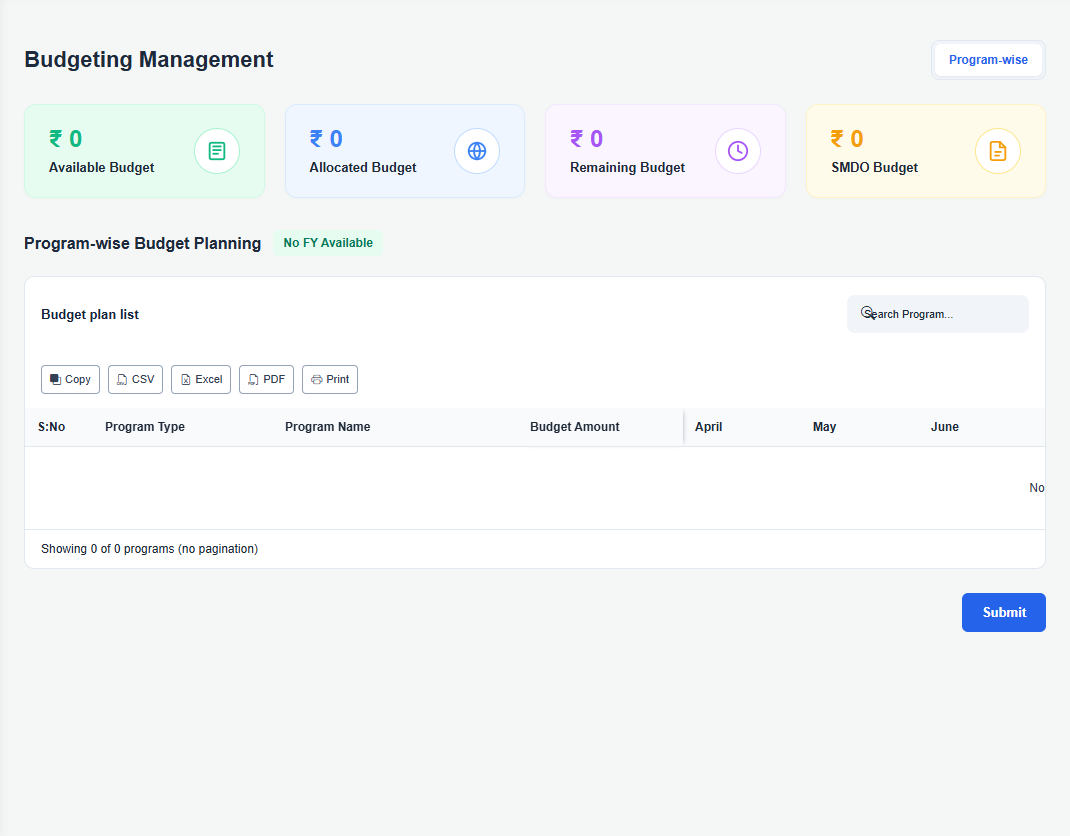 Budgeting Management
Program-wise
₹ 0
Available Budget
₹ 0
Allocated Budget
₹ 0
Remaining Budget
₹ 0
SMDO Budget
Program-wise Budget Planning
No FY Available
Budget plan list
Search Program...
Copy
CSV
Excel
PDF
Print
S:No Program Type Program Name Budget Amount April May June
No
Showing 0 of 0 programs (no pagination)
Submit